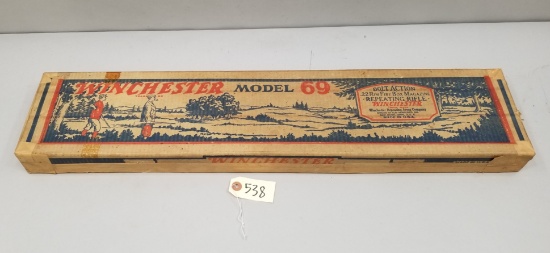 WINCHESTER MODEL 69
BOLT ACTION
.22 RIM FIRE BOX MAGAZINE
REPEATING RIFLE
WINCHESTER
WINCHESTER
538